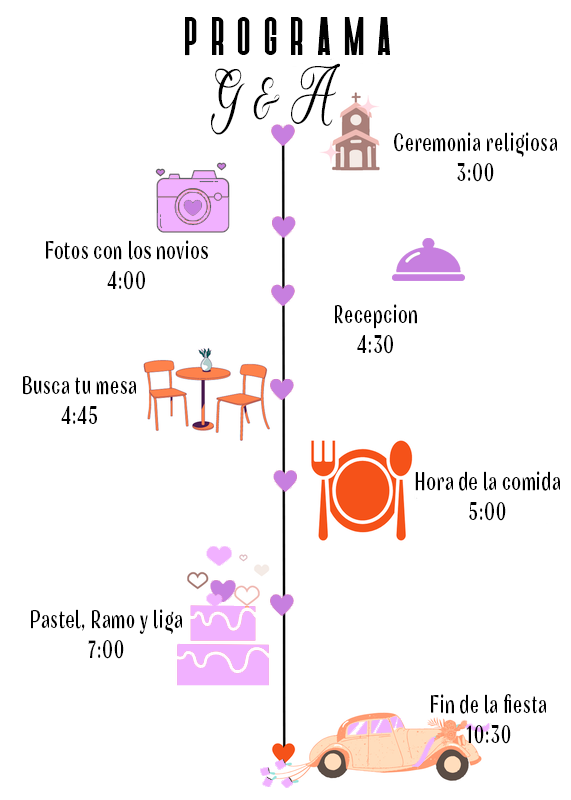 PROGRAMA
G & A
Ceremonia religiosa
3:00
Fotos con los novios
4:00
Recepcion
4:30
Busca tu mesa
4:45
Hora de la comida
5:00
Pastel, Ramo y liga
7:00
Fin de la fiesta
10:30